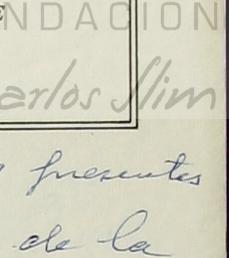 NDACION
Carlos Slim
presentes
de la